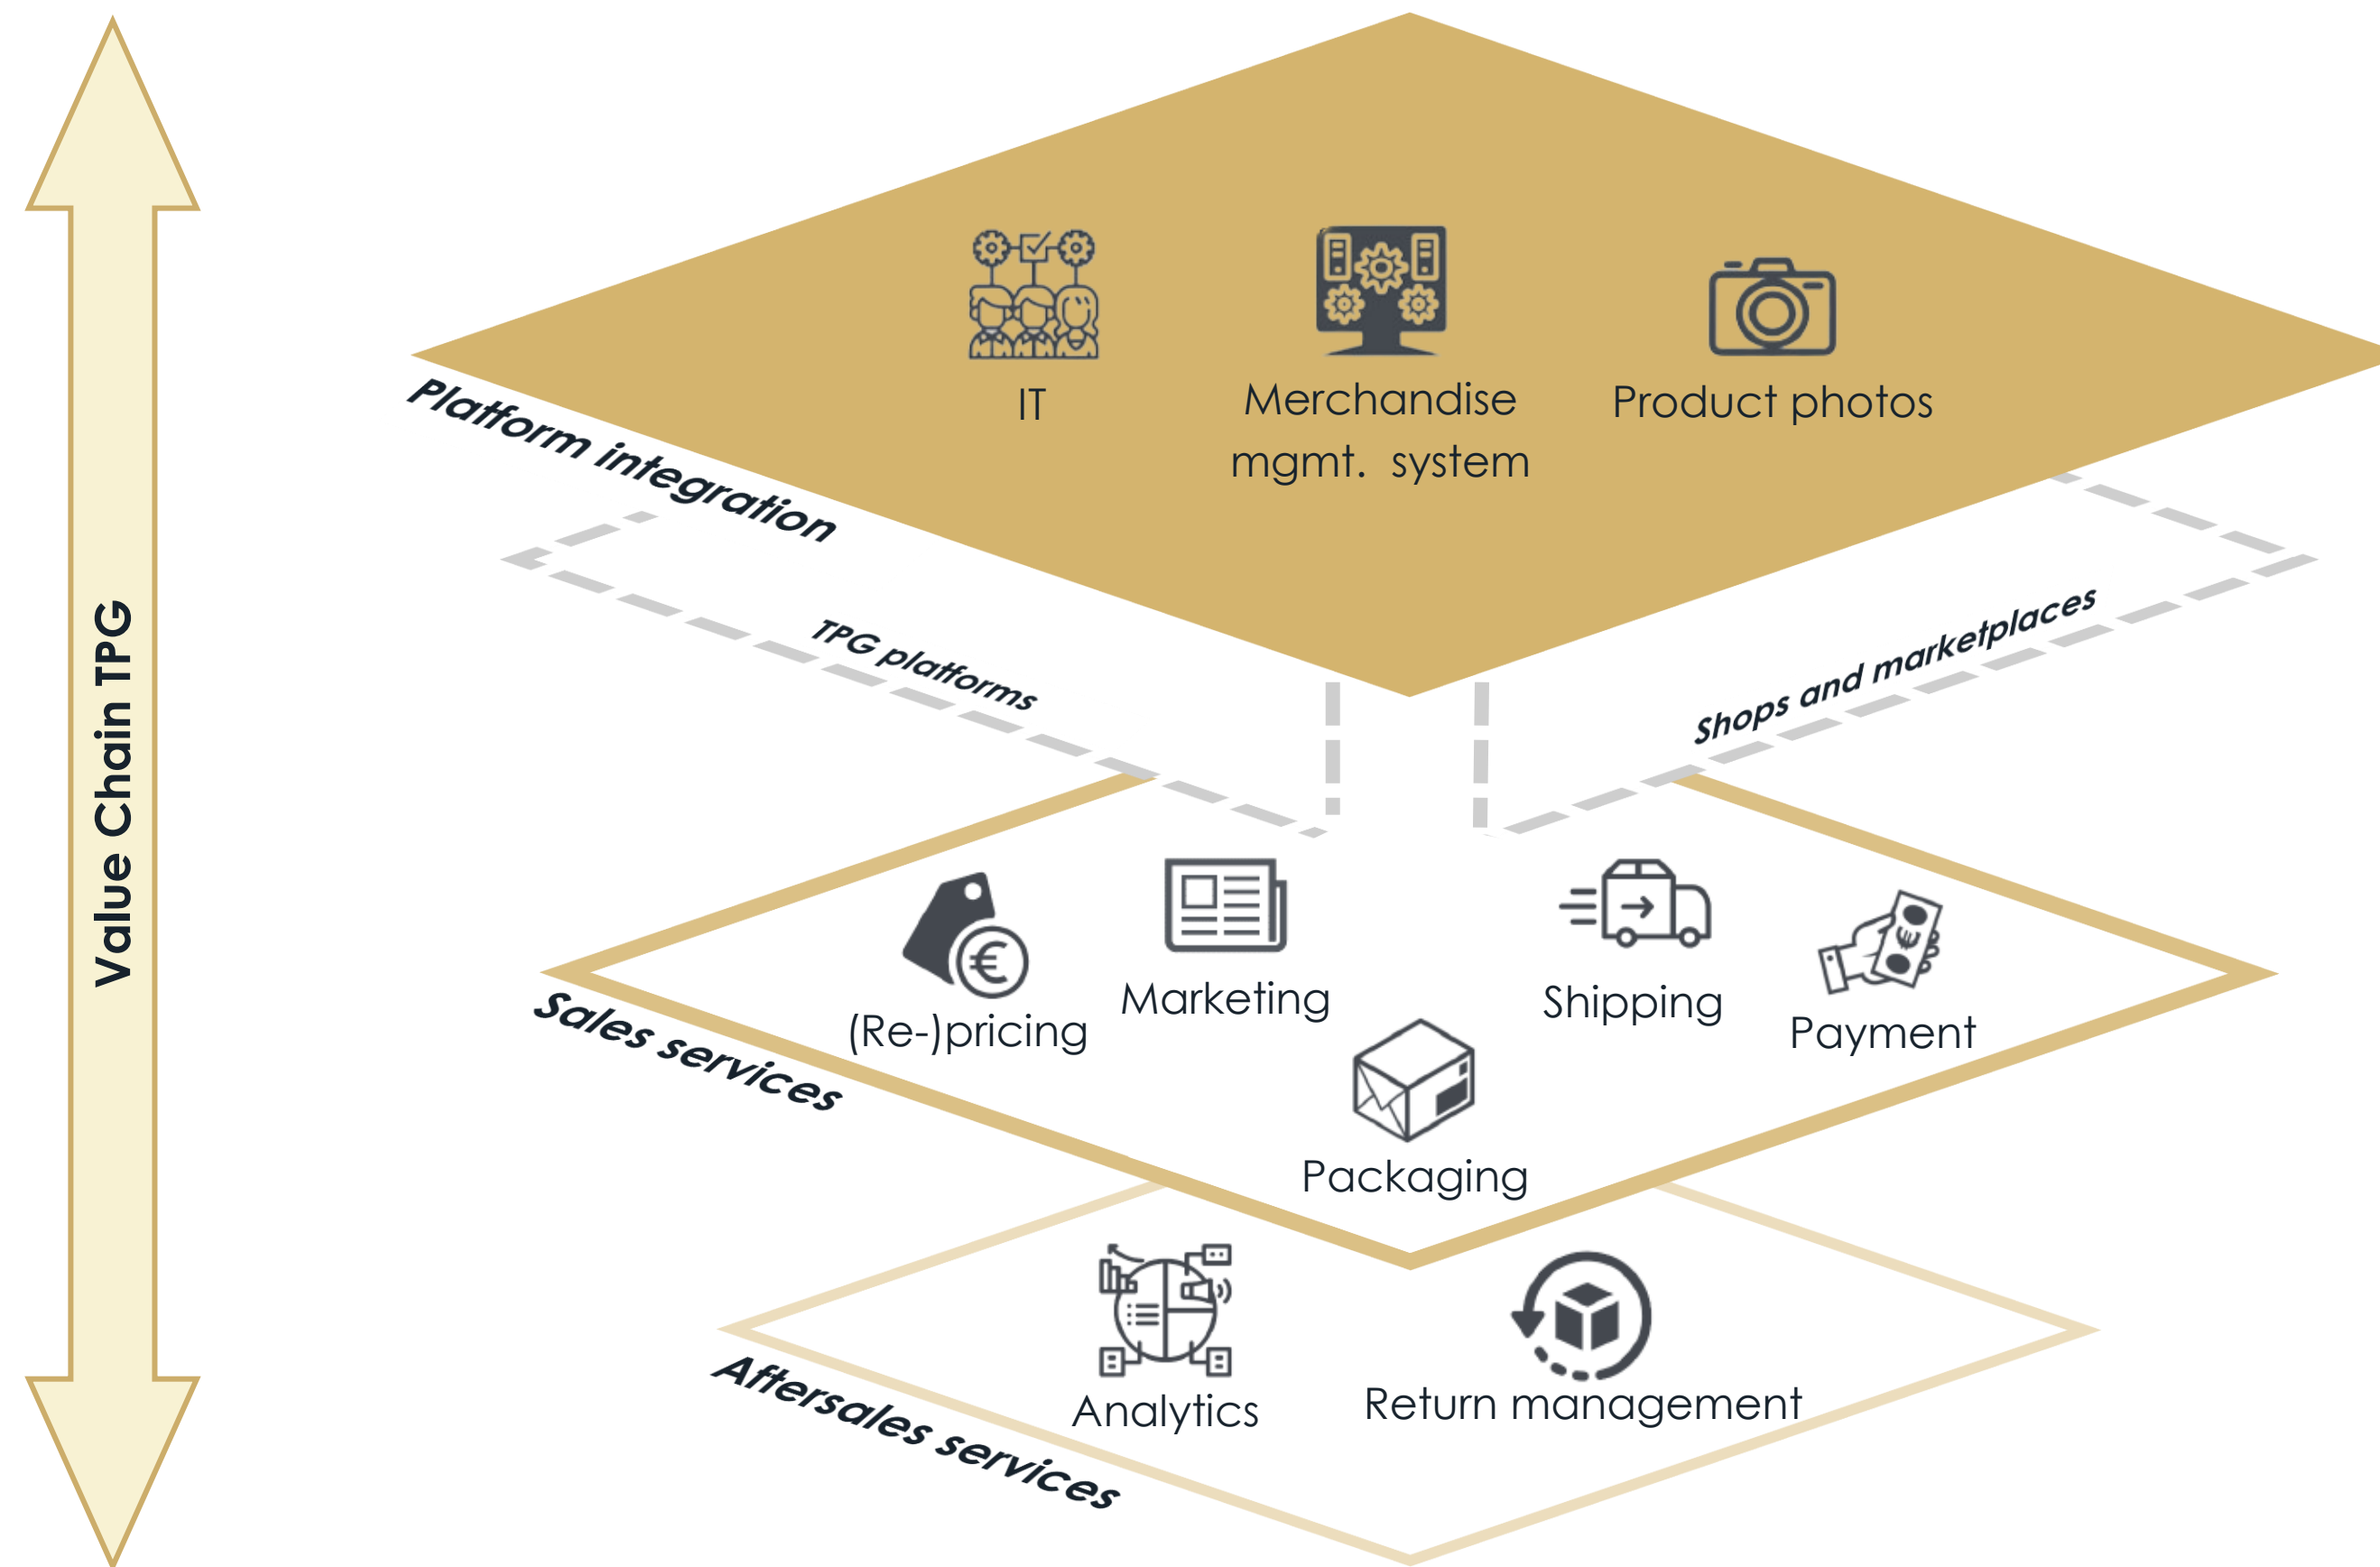 Value Chain TPG
IT
Merchandise
mgmt. system
Product photos
Platform integration
TPG platforms
Shops and marketplaces
(Re-)pricing
Marketing
Shipping
Payment
Packaging
Sales services
Analytics
Return management
Aftersales services